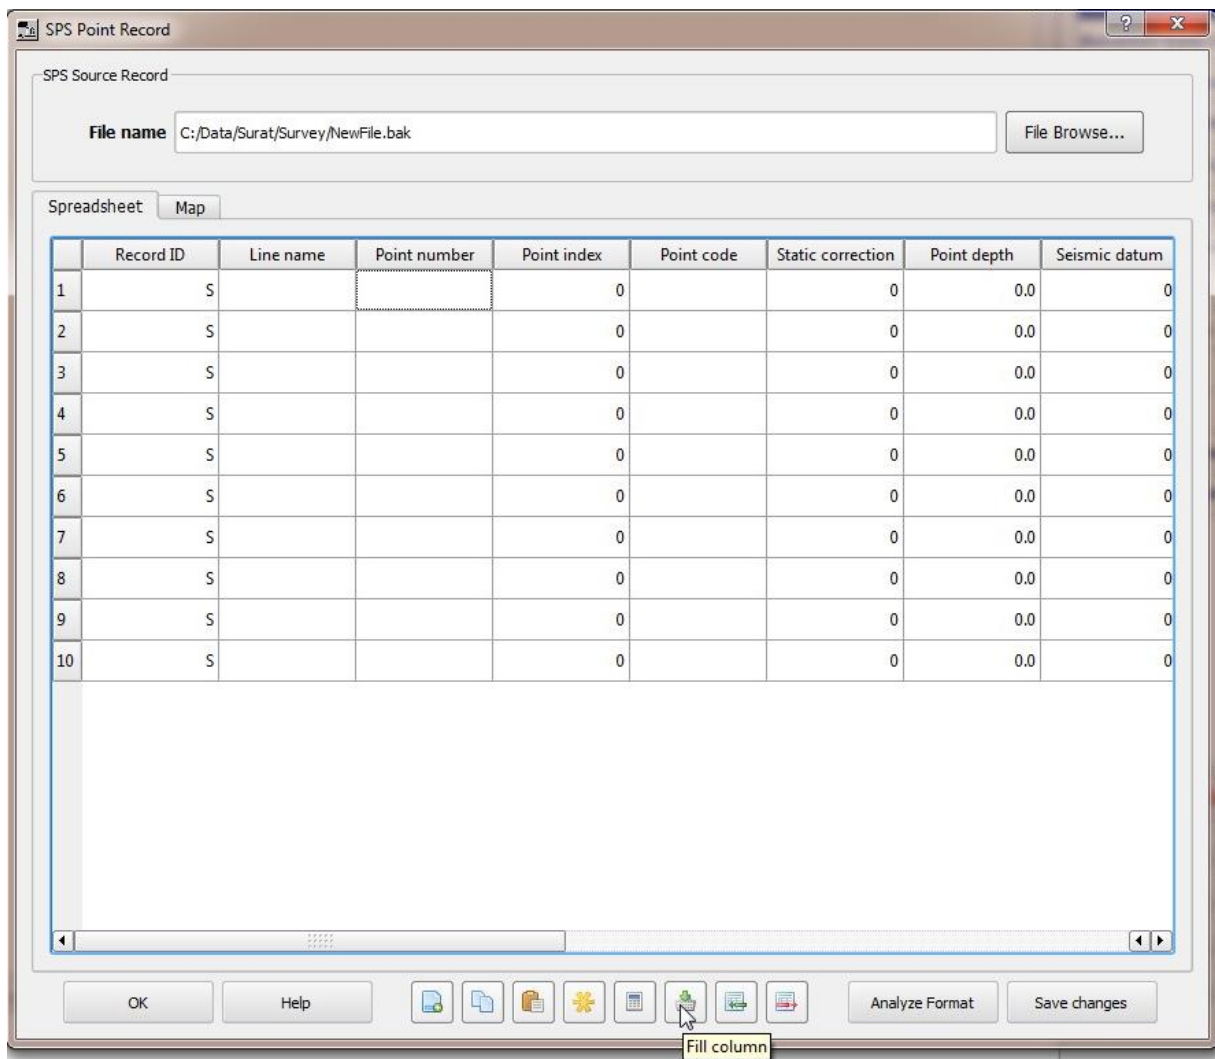 SPS Point Record
SPS Source Record
File name C:/Data/Surat/Survey/NewFile.bak File Browse...
Spreadsheet Map
Record ID Line name Point number Point index Point code Static correction Point depth Seismic datum
1 S 0 0 0.0 0
2 S 0 0 0.0 0
3 S 0 0 0.0 0
4 S 0 0 0.0 0
5 S 0 0 0.0 0
6 S 0 0 0.0 0
7 S 0 0 0.0 0
8 S 0 0 0.0 0
9 S 0 0 0.0 0
10 S 0 0 0.0 0
OK Help Analyze Format Save changes
Fill column